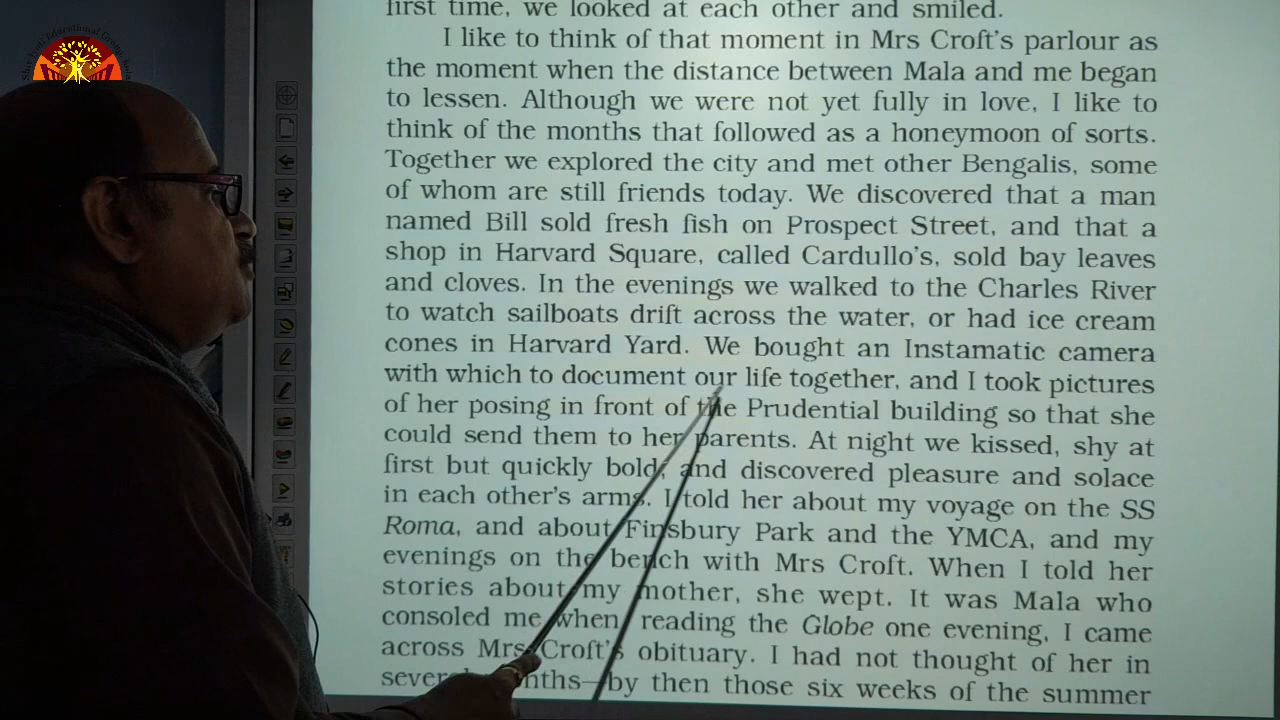 first time, we looked at each other and smiled.
I like to think of that moment in Mrs Croft's parlour as
the moment when the distance between Mala and me began
to lessen. Although we were not yet fully in love, I like to
think of the months that followed as a honeymoon of sorts.
Together we explored the city and met other Bengalis, some
of whom are still friends today. We discovered that a man
named Bill sold fresh fish on Prospect Street, and that a
shop in Harvard Square, called Cardullo's, sold bay leaves
and cloves. In the evenings we walked to the Charles River
to watch sailboats drift across the water, or had ice cream
cones in Harvard Yard. We bought an Instamatic camera
with which to document our life together, and I took pictures
of her posing in front of the Prudential building so that she
could send them to her parents. At night we kissed, shy at
first but quickly bold, and discovered pleasure and solace
in each other's arms. I told her about my voyage on the SS
Roma, and about Finsbury Park and the YMCA, and my
evenings on the bench with Mrs Croft. When I told her
stories about my mother, she wept. It was Mala who
consoled me when reading the Globe one evening, I came
across Mrs Croft's obituary. I had not thought of her in
by then those six weeks of the summer